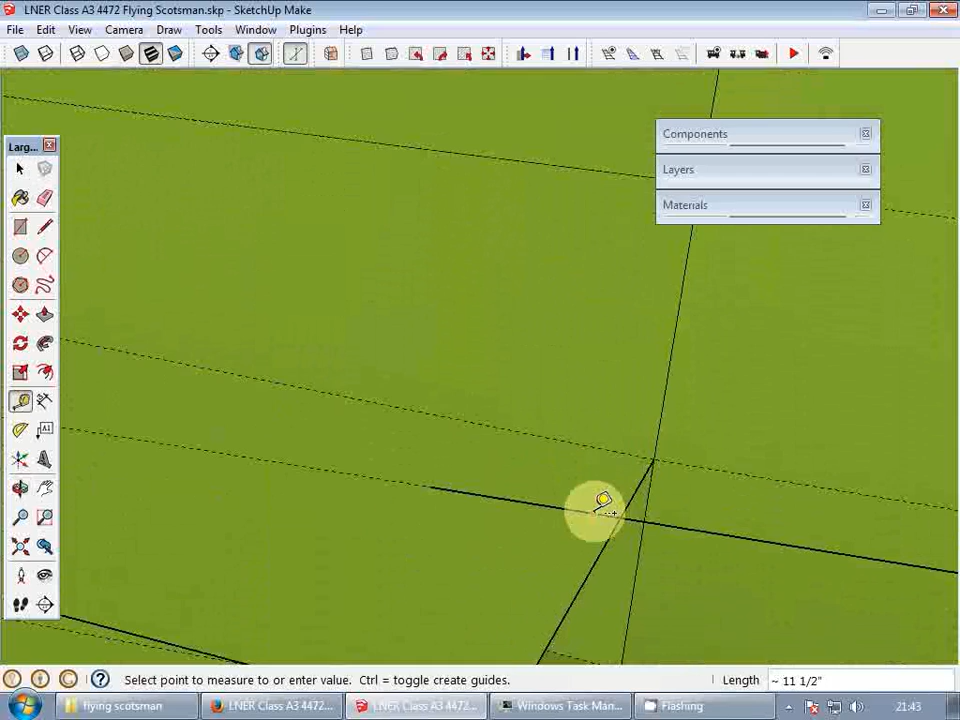 LNER Class A3 4472 Flying Scotsman.skp - SketchUp Make
File Edit View Camera Draw Tools Window Plugins Help
Components
Larg...
Layers
Materials
A1
Select point to measure to or enter value. Ctrl = toggle create guides.
Length
~ 11 1/2"
flying scotsman
LNER Class A3 4472...
LNER Class A3 4472...
Windows Task Man...
Flashing
21:43